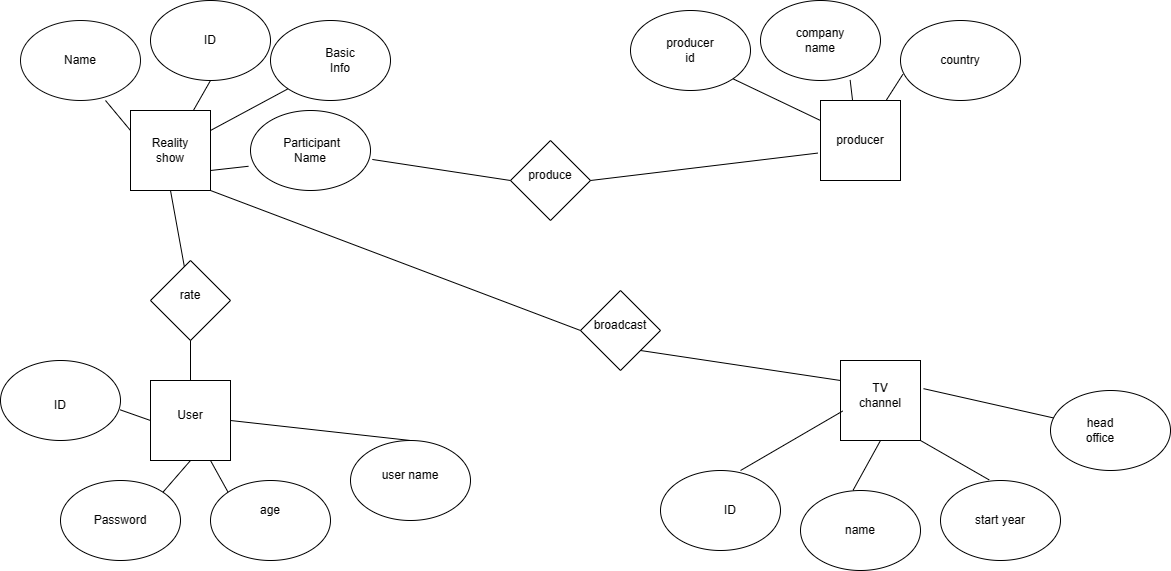 Name
ID
Basic
Info
producer
id
company
name
country
Reality
show
Participant
Name
produce
producer
rate
broadcast
ID
User
user name
Password
age
TV
channel
head
office
ID
name
start year